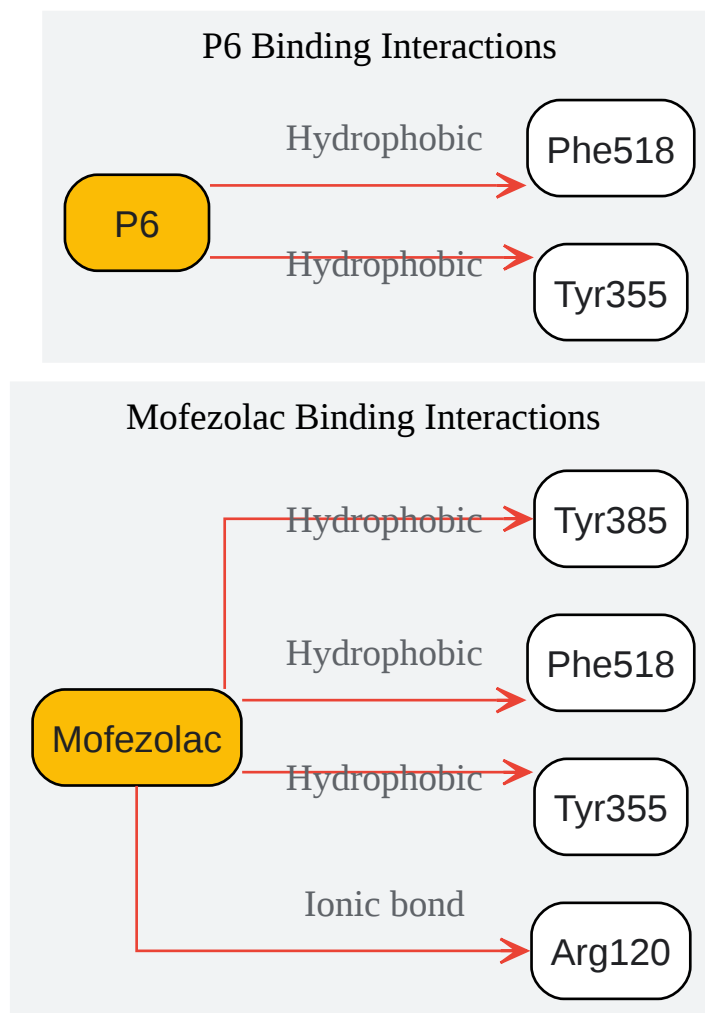 P6 Binding Interactions
Hydrophobic
Phe518
P6
Hydrophobic
Tyr355
Mofezolac Binding Interactions
Hydrophobic
Tyr385
Hydrophobic
Phe518
Mofezolac
Hydrophobic
Tyr355
Ionic bond
Arg120